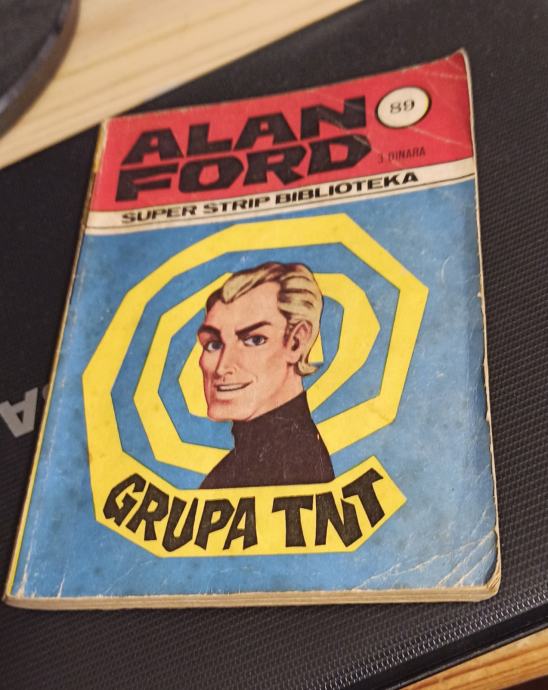 ALAN
89
FORD
3 DINARA
SUPER STRIP BIBLIOTEKA
GRUPA TNT